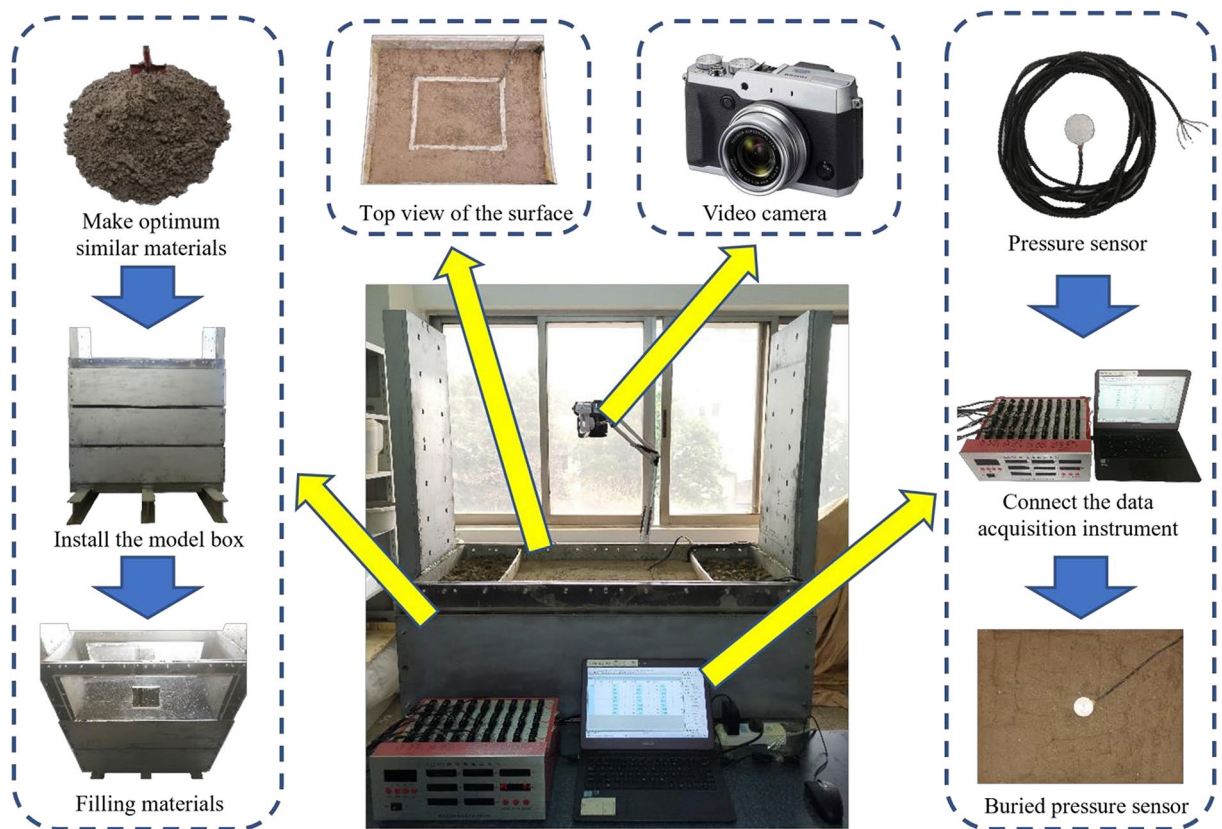 Make optimum
similar materials
Install the model box
Filling materials
Top view of the surface
Video camera
Pressure sensor
Connect the data
acquisition instrument
Buried pressure sensor